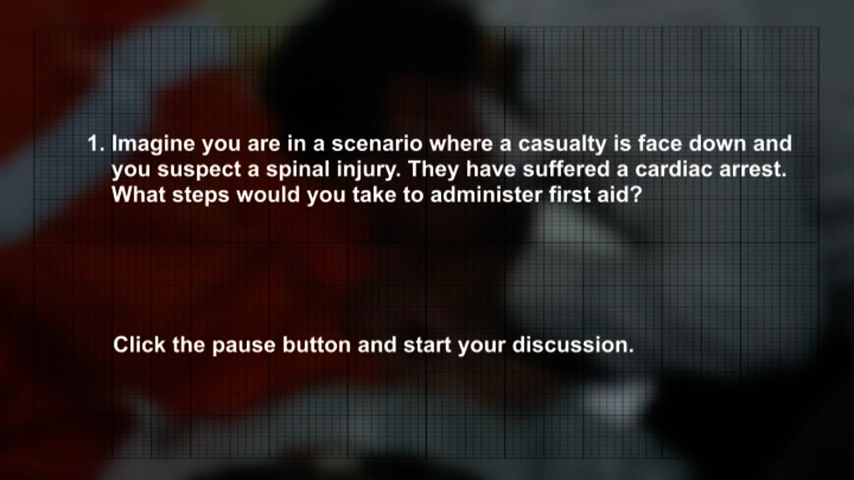 1. Imagine you are in a scenario where a casualty is face down and
you suspect a spinal injury. They have suffered a cardiac arrest.
What steps would you take to administer first aid?
Click the pause button and start your discussion.